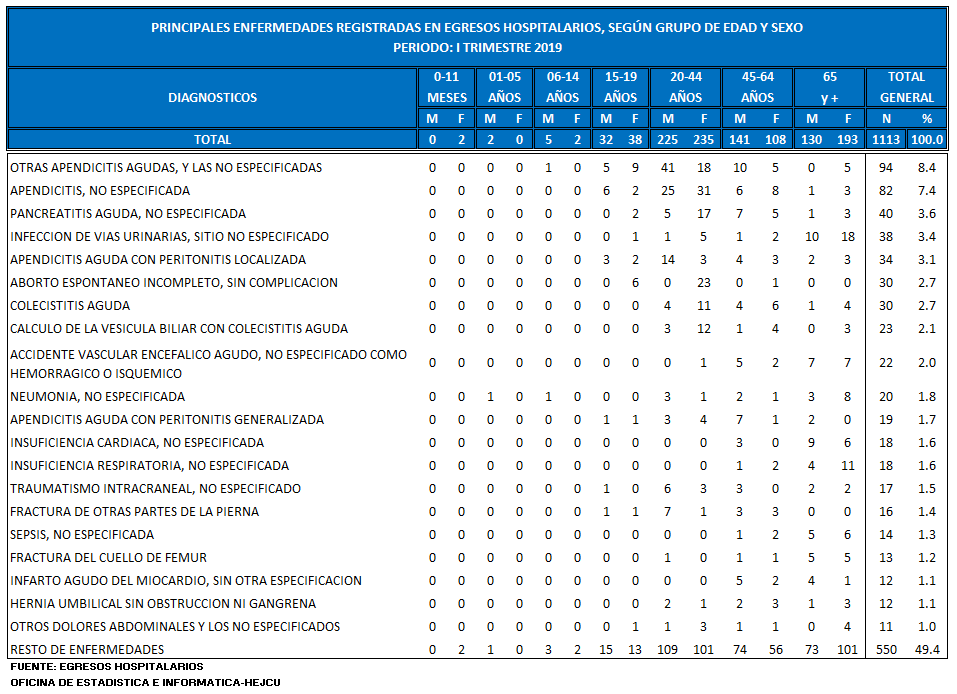 PRINCIPALES ENFERMEDADES REGISTRADAS EN EGRESOS HOSPITALARIOS, SEGÚN GRUPO DE EDAD Y SEXO
PERIODO: I TRIMESTRE 2019
DIAGNOSTICOS 0-11 MESES 01-05 AÑOS 06-14 AÑOS 15-19 AÑOS 20-44 AÑOS 45-64 AÑOS 65 y + TOTAL GENERAL
M F M F M F M F M F M F M F N %
TOTAL 0 2 2 0 5 2 32 38 225 235 141 108 130 193 1113 100.0
OTRAS APENDICITIS AGUDAS, Y LAS NO ESPECIFICADAS 0 0 0 0 1 0 5 9 41 18 10 5 0 5 94 8.4
APENDICITIS, NO ESPECIFICADA 0 0 0 0 0 0 6 2 25 31 6 8 1 3 82 7.4
PANCREATITIS AGUDA, NO ESPECIFICADA 0 0 0 0 0 0 0 2 5 17 7 5 1 3 40 3.6
INFECCION DE VIAS URINARIAS, SITIO NO ESPECIFICADO 0 0 0 0 0 0 0 1 1 5 1 2 10 18 38 3.4
APENDICITIS AGUDA CON PERITONITIS LOCALIZADA 0 0 0 0 0 0 3 2 14 3 4 3 2 3 34 3.1
ABORTO ESPONTANEO INCOMPLETO, SIN COMPLICACION 0 0 0 0 0 0 0 6 0 23 0 1 0 0 30 2.7
COLECISTITIS AGUDA 0 0 0 0 0 0 0 0 4 11 4 6 1 4 30 2.7
CALCULO DE LA VESICULA BILIAR CON COLECISTITIS AGUDA 0 0 0 0 0 0 0 0 3 12 1 4 0 3 23 2.1
ACCIDENTE VASCULAR ENCEFALICO AGUDO, NO ESPECIFICADO COMO
HEMORRAGICO O ISQUEMICO 0 0 0 0 0 0 0 0 0 1 5 2 7 7 22 2.0
NEUMONIA, NO ESPECIFICADA 0 0 1 0 1 0 0 0 3 1 2 1 3 8 20 1.8
APENDICITIS AGUDA CON PERITONITIS GENERALIZADA 0 0 0 0 0 0 1 1 3 4 7 1 2 0 19 1.7
INSUFICIENCIA CARDIACA, NO ESPECIFICADA 0 0 0 0 0 0 0 0 0 0 3 0 9 6 18 1.6
INSUFICIENCIA RESPIRATORIA, NO ESPECIFICADA 0 0 0 0 0 0 0 0 0 0 1 2 4 11 18 1.6
TRAUMATISMO INTRACRANEAL, NO ESPECIFICADO 0 0 0 0 0 0 1 0 6 3 3 0 2 2 17 1.5
FRACTURA DE OTRAS PARTES DE LA PIERNA 0 0 0 0 0 0 1 1 7 1 3 3 0 0 16 1.4
SEPSIS, NO ESPECIFICADA 0 0 0 0 0 0 0 0 0 0 1 2 5 6 14 1.3
FRACTURA DEL CUELLO DE FEMUR 0 0 0 0 0 0 0 0 1 0 1 1 5 5 13 1.2
INFARTO AGUDO DEL MIOCARDIO, SIN OTRA ESPECIFICACION 0 0 0 0 0 0 0 0 0 0 5 2 4 1 12 1.1
HERNIA UMBILICAL SIN OBSTRUCCION NI GANGRENA 0 0 0 0 0 0 0 0 2 1 2 3 1 3 12 1.1
OTROS DOLORES ABDOMINALES Y LOS NO ESPECIFICADOS 0 0 0 0 0 0 0 1 1 3 1 1 0 4 11 1.0
RESTO DE ENFERMEDADES 0 2 1 0 3 2 15 13 109 101 74 56 73 101 550 49.4
FUENTE: EGRESOS HOSPITALARIOS
OFICINA DE ESTADISTICA E INFORMATICA-HEJCU